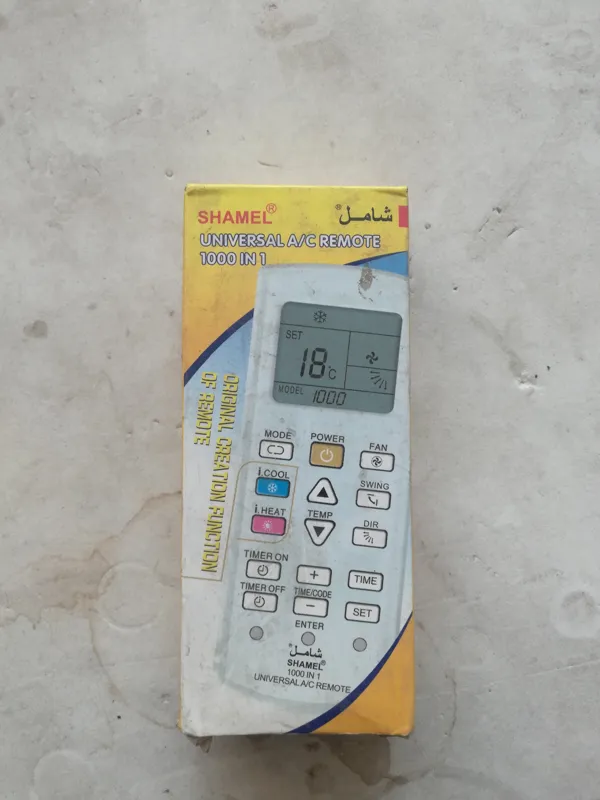 SHAMEL® شامل®
UNIVERSAL A/C REMOTE
1000 IN 1
ORIGINAL CREATION FUNCTION
OF REMOTE
SET
18°C
MODEL 1000
MODE POWER FAN
i.COOL SWING
i.HEAT TEMP DIR
TIMER ON + TIME
TIMER OFF TIME/CODE
− SET
ENTER
شامل®
SHAMEL®
1000 IN 1
UNIVERSAL A/C REMOTE